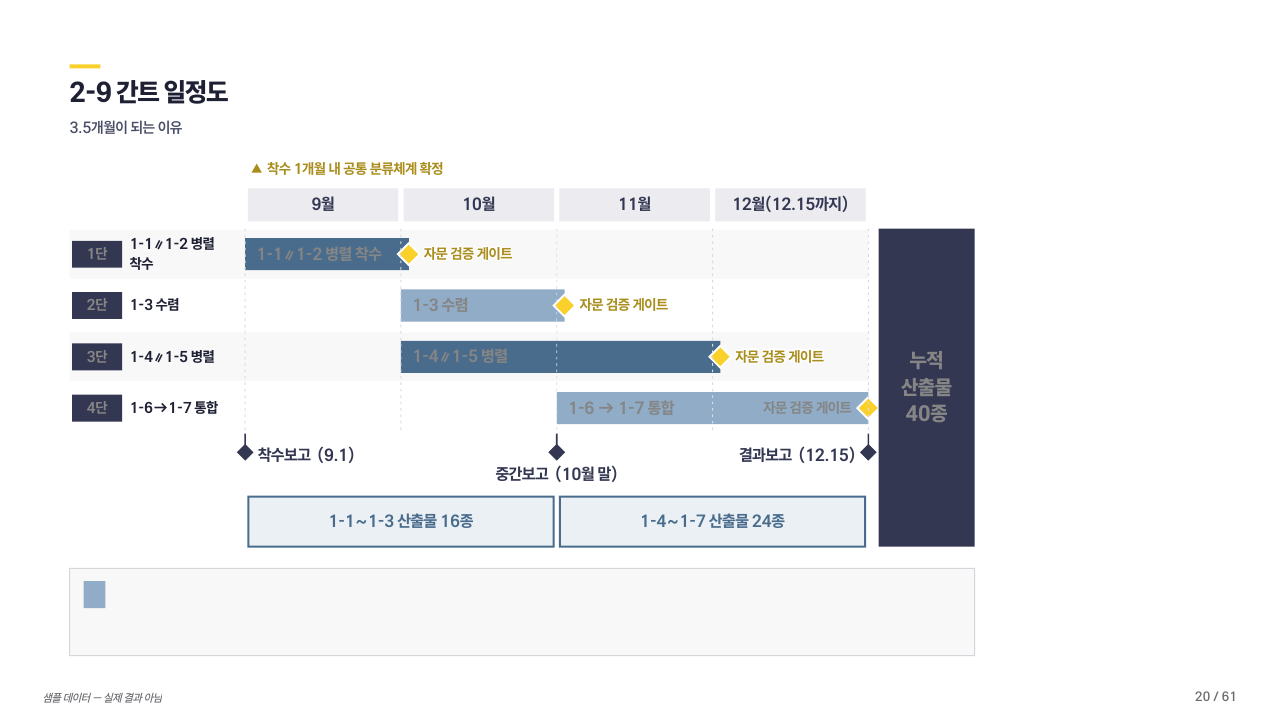 2-9 간트 일정도
3.5개월이 되는 이유
▲ 착수 1개월 내 공통 분류체계 확정
9월
10월
11월
12월(12.15까지)
1단
1-1∥1-2 병렬
착수
1-1∥1-2 병렬 착수
자문 검증 게이트
2단
1-3 수렴
1-3 수렴
자문 검증 게이트
3단
1-4∥1-5 병렬
1-4∥1-5 병렬
자문 검증 게이트
4단
1-6→1-7 통합
1-6 → 1-7 통합
자문 검증 게이트
누적
산출물
40종
착수보고 (9.1)
중간보고 (10월 말)
결과보고 (12.15)
1-1~1-3 산출물 16종
1-4~1-7 산출물 24종
샘플 데이터 — 실제 결과 아님
20 / 61